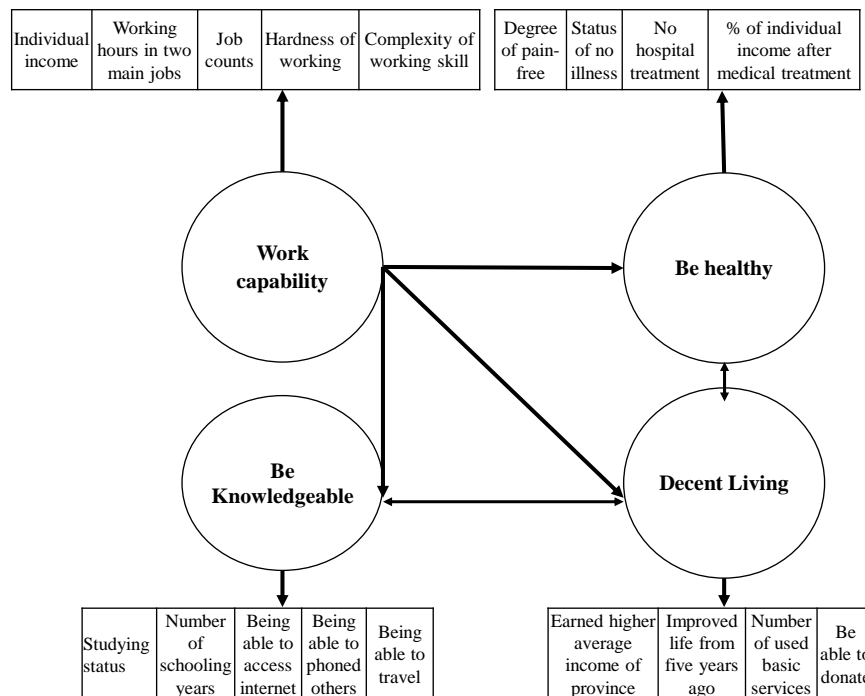 Individual
income
Working
hours in two
main jobs
Job
counts
Hardness of
working
Complexity of
working skill
Degree
of pain-
free
Status
of no
illness
No
hospital
treatment
% of individual
income after
medical treatment
Work
capability
Be healthy
Be
Knowledgeable
Decent Living
Studying
status
Number
of
schooling
years
Being
able to
access
internet
Being
able to
phoned
others
Being
able to
travel
Earned higher
average
income of
province
Improved
life from
five years
ago
Number
of used
basic
services
Be
able to
donate